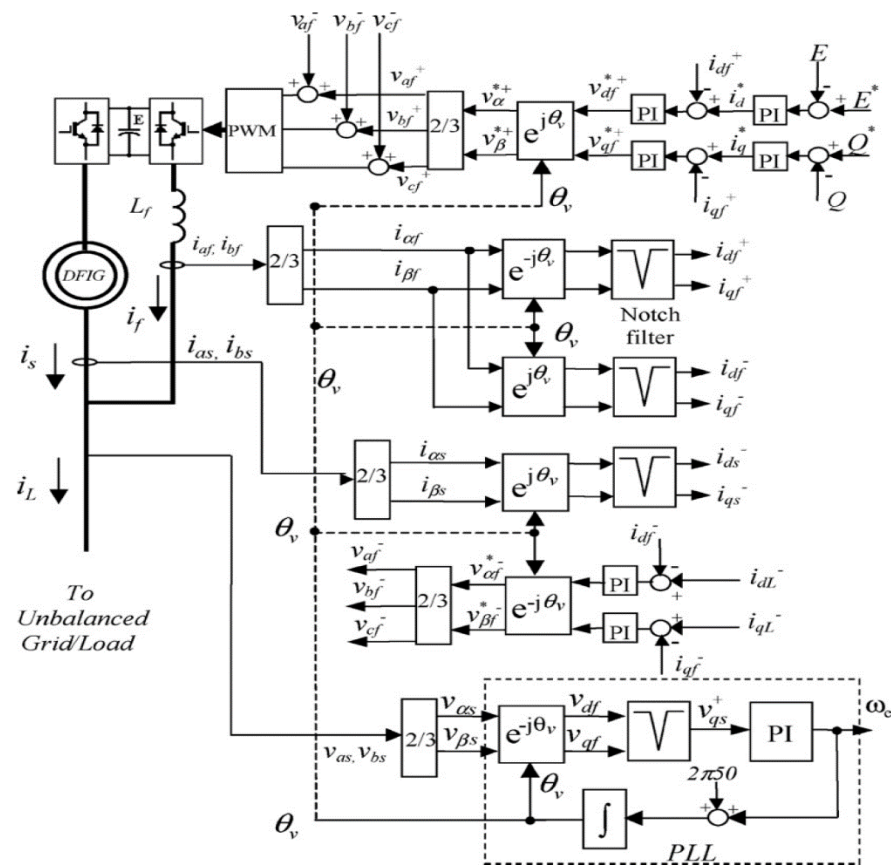 v_af^- v_bf^- v_cf^-
i_df^+ E
+ v_af^+ v_α^*+ v_df^*+ PI - + i_d^* PI - + E^*
E PWM + + v_bf^+ 2/3 e^jθ_v
+ + v_cf^+ v_β^*+ v_qf^*+ PI + - i_q^* PI + - Q^*
θ_v i_qf^+ Q
L_f
i_af, i_bf 2/3 i_αf e^-jθ_v i_df^+
DFIG i_f i_βf i_qf^+
Notch
filter
θ_v
i_s i_as, i_bs θ_v e^jθ_v i_df^-
i_qf^-
i_L 2/3 i_αs e^jθ_v i_ds^-
i_βs i_qs^-
θ_v i_df^-
v_af^- v_αf^*- PI - + i_dL^-
To v_bf^- 2/3 e^-jθ_v
Unbalanced v_cf^- v_βf^*- PI + - i_qL^-
Grid/Load
i_qf^-
v_αs v_df v_qs^+ ω_e
v_as, v_bs 2/3 v_βs e^-jθ_v v_qf PI
θ_v 2π50
θ_v ∫ + +
PLL